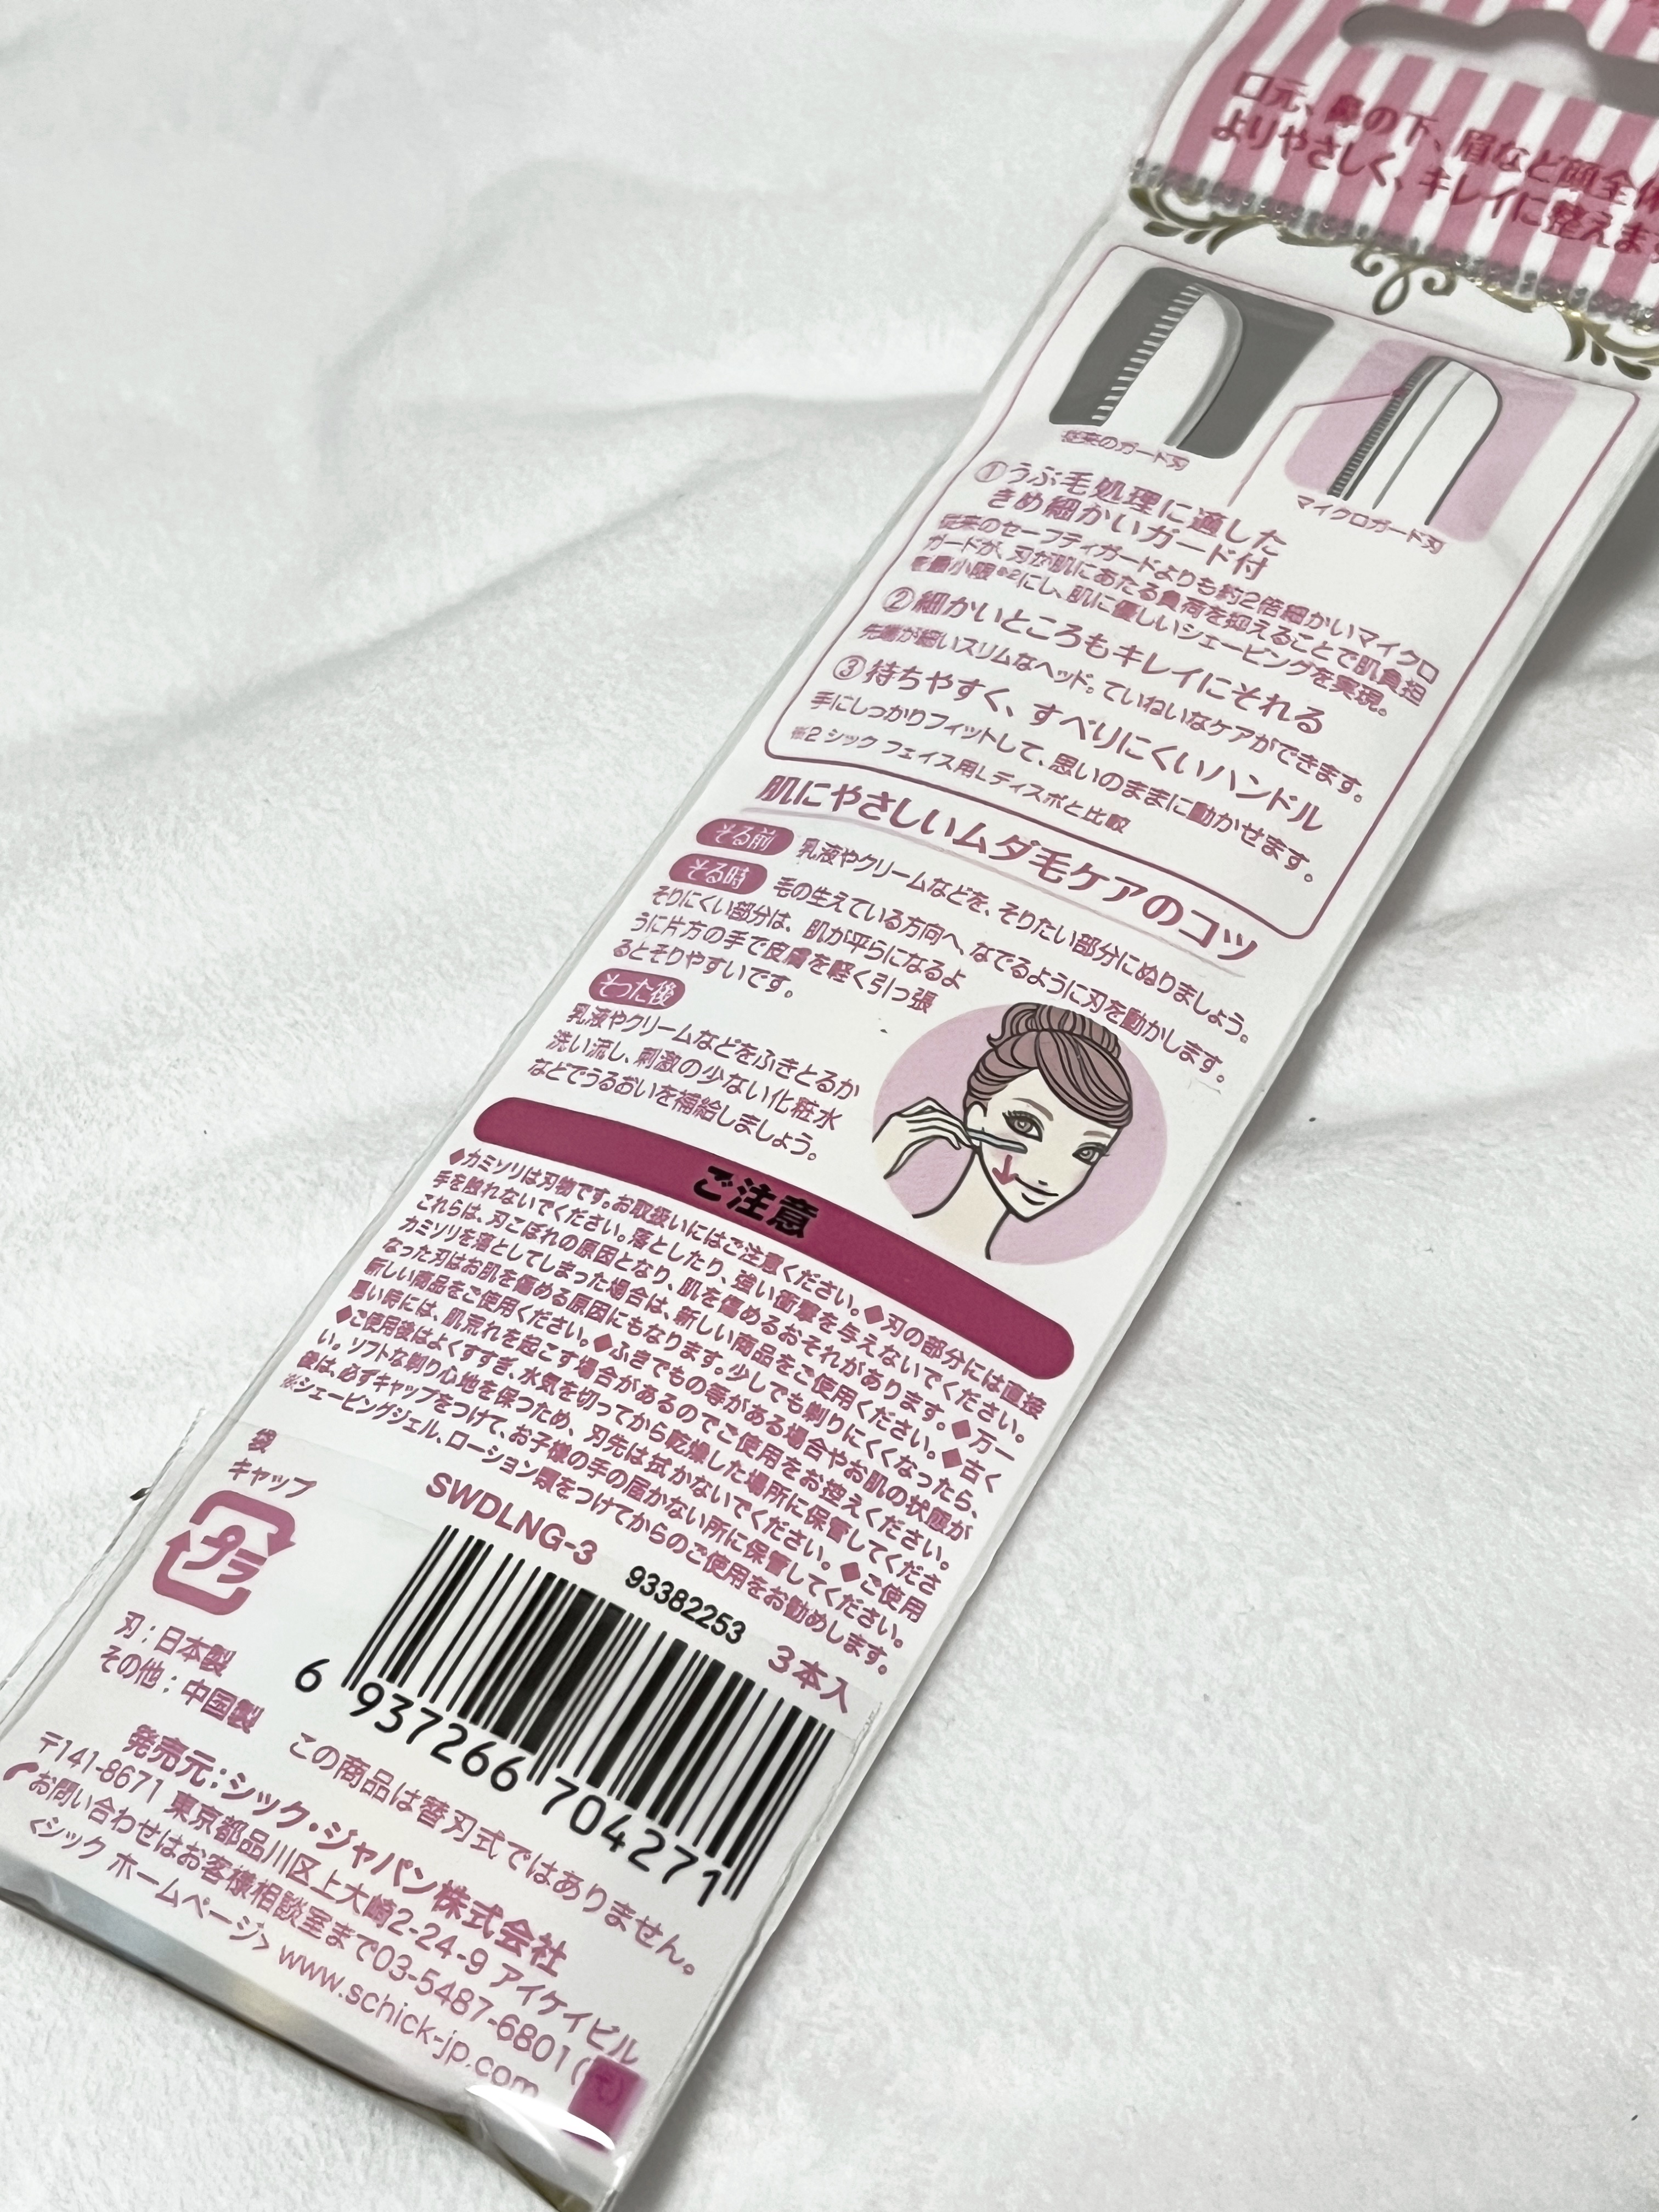 口元、鼻の下、眉など顔全体
よりやさしく、キレイに整えます
従来のガード刃
マイクロガード刃
①うぶ毛処理に適した
きめ細かいガード付
従来のセーフティガードよりも約2倍細かいマイクロ
ガードが、刃が肌にあたる負荷を抑えることで肌負担
を最小限※2にし、肌に優しいシェービングを実現。
②細かいところもキレイにそれる
先端が細いスリムなヘッド。ていねいなケアができます。
③持ちやすく、すべりにくいハンドル
手にしっかりフィットして、思いのままに動かせます。
※2 シック フェイス用Lディスポと比較
肌にやさしいムダ毛ケアのコツ
そる前 乳液やクリームなどを、そりたい部分にぬりましょう。
そる時 毛の生えている方向へ、なでるように刃を動かします。
そりにくい部分は、肌が平らになるよ
うに片方の手で皮膚を軽く引っ張
るとそりやすいです。
そった後
乳液やクリームなどをふきとるか
洗い流し、刺激の少ない化粧水
などでうるおいを補給しましょう。
ご注意
◆カミソリは刃物です。お取扱いにはご注意ください。◆刃の部分には直接
手を触れないでください。落としたり、強い衝撃を与えないでください。
これらは、刃こぼれの原因となり、肌を傷めるおそれがあります。◆万一
カミソリを落としてしまった場合は、新しい商品をご使用ください。◆古く
なった刃はお肌を傷める原因にもなります。少しでも剃りにくくなったら、
新しい商品をご使用ください。◆ふきでもの等がある場合やお肌の状態が
悪い時には、肌荒れを起こす場合があるのでご使用をお控えください。
◆ご使用後はよくすすぎ、水気を切ってから乾燥した場所に保管してくださ
い。ソフトな剃り心地を保つため、刃先は拭かないでください。◆ご使用
後は、必ずキャップをつけて、お子様の手の届かない所に保管してください。
※シェービングジェル、ローション類をつけてからのご使用をお勧めします。
袋
キャップ
プラ
SWDLNG-3
93382253
3本入
6 937266 704271
刃：日本製
その他：中国製
この商品は替刃式ではありません。
発売元：シック・ジャパン株式会社
〒141-8671 東京都品川区上大崎2-24-9 アイケイビル
お問い合わせはお客様相談室まで03-5487-6801
<シック ホームページ> www.schick-jp.com